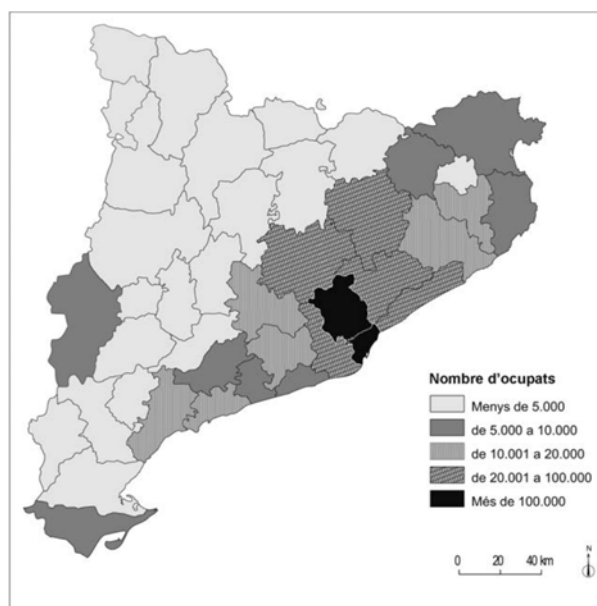 Nombre d'ocupats
Menys de 5.000
de 5.000 a 10.000
de 10.001 a 20.000
de 20.001 a 100.000
Més de 100.000
0 20 40 km
N